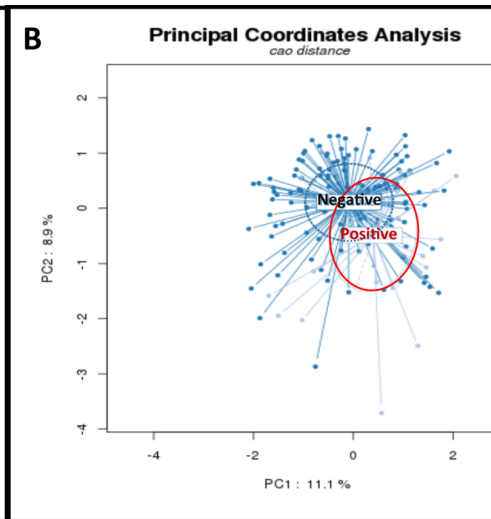 B
Principal Coordinates Analysis
cao distance
2
1
0
-1
-2
-3
-4
PC2 : 8.9 %
Negative
Positive
-4
-2
0
2
PC1 : 11.1 %